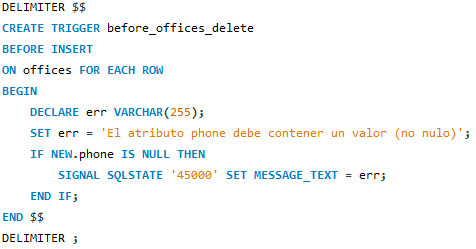 DELIMITER $$
CREATE TRIGGER before_offices_delete
BEFORE INSERT
ON offices FOR EACH ROW
BEGIN
    DECLARE err VARCHAR(255);
    SET err = 'El atributo phone debe contener un valor (no nulo)';
    IF NEW.phone IS NULL THEN
        SIGNAL SQLSTATE '45000' SET MESSAGE_TEXT = err;
    END IF;
END $$
DELIMITER ;